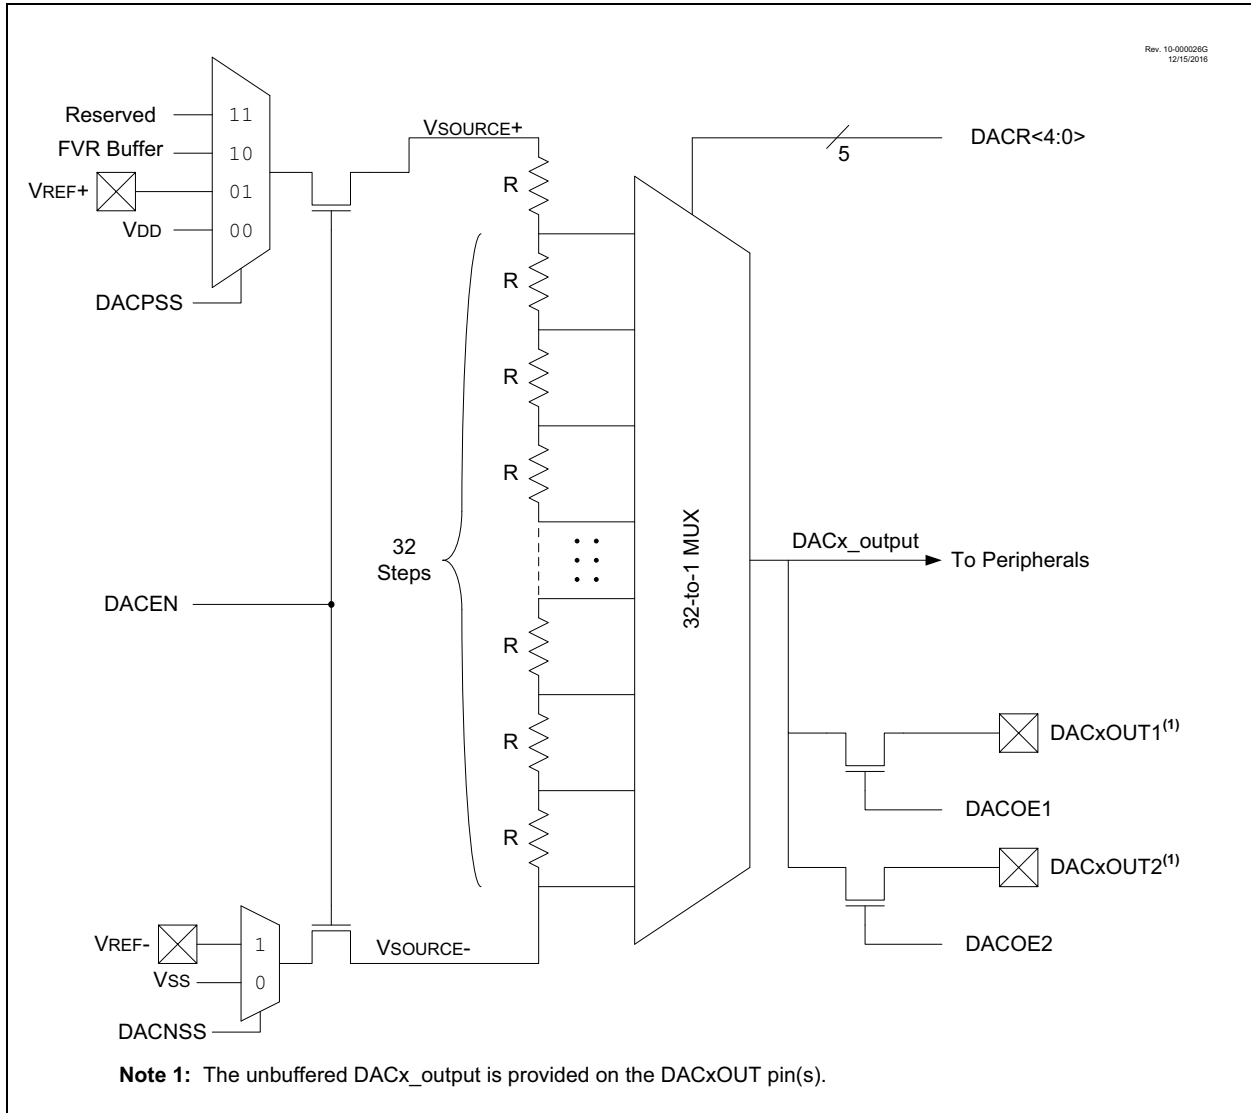 Rev. 10-000026G
12/15/2016
Reserved
FVR Buffer
VREF+
VDD
11
10
01
00
DACPSS
VSOURCE+
DACR<4:0>
5
R
R
R
R
32
Steps
32-to-1 MUX
DACx_output
To Peripherals
DACEN
R
R
R
DACxOUT1(1)
DACOE1
DACxOUT2(1)
DACOE2
VREF-
VSS
1
0
VSOURCE-
DACNSS
Note 1: The unbuffered DACx_output is provided on the DACxOUT pin(s).